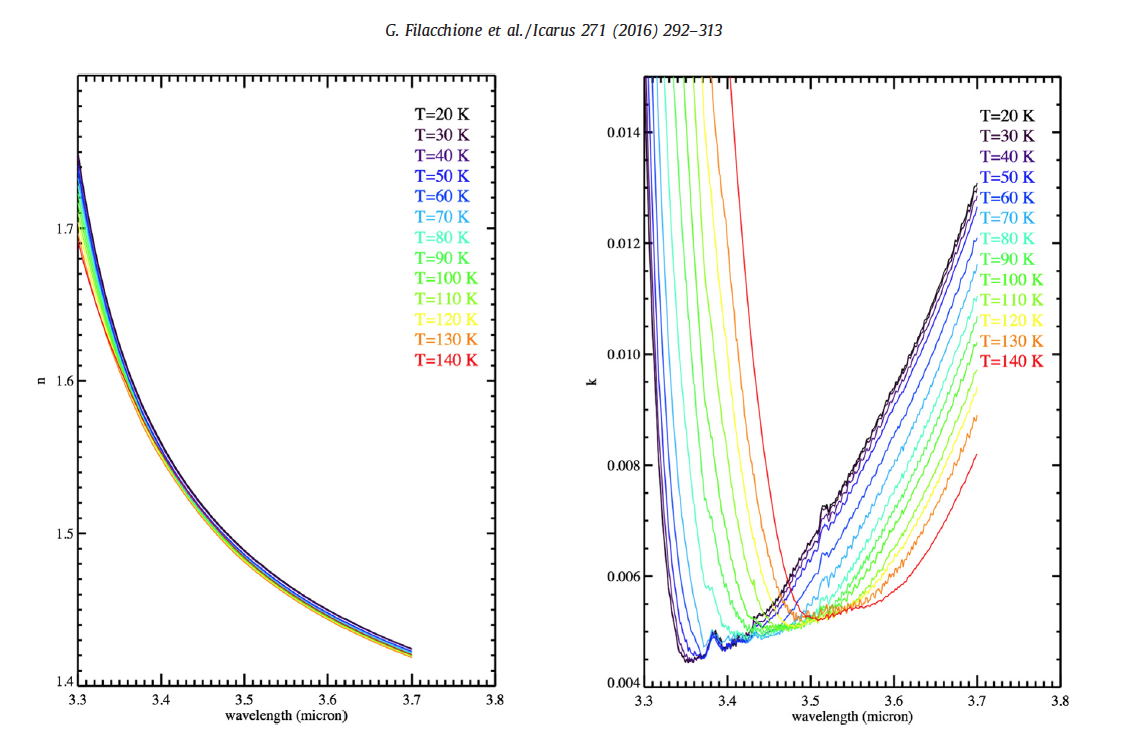 G. Filacchione et al./Icarus 271 (2016) 292–313
T=20 K
T=30 K
T=40 K
T=50 K
T=60 K
T=70 K
T=80 K
T=90 K
T=100 K
T=110 K
T=120 K
T=130 K
T=140 K
1.7
1.6
1.5
1.4
n
3.3 3.4 3.5 3.6 3.7 3.8
wavelength (micron)
T=20 K
T=30 K
T=40 K
T=50 K
T=60 K
T=70 K
T=80 K
T=90 K
T=100 K
T=110 K
T=120 K
T=130 K
T=140 K
0.014
0.012
0.010
0.008
0.006
0.004
k
3.3 3.4 3.5 3.6 3.7 3.8
wavelength (micron)